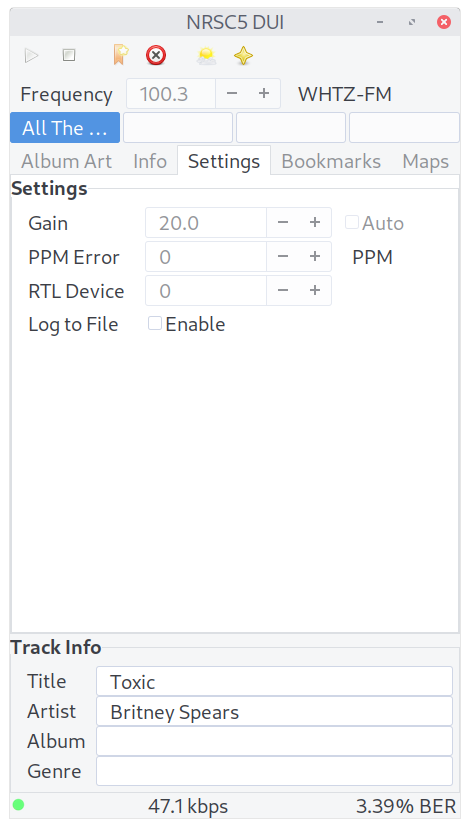 NRSC5 DUI
Frequency 100.3 − + WHTZ-FM
All The ...
Album Art Info Settings Bookmarks Maps
Settings
Gain 20.0 − + Auto
PPM Error 0 − + PPM
RTL Device 0 − +
Log to File Enable
Track Info
Title Toxic
Artist Britney Spears
Album
Genre
47.1 kbps 3.39% BER